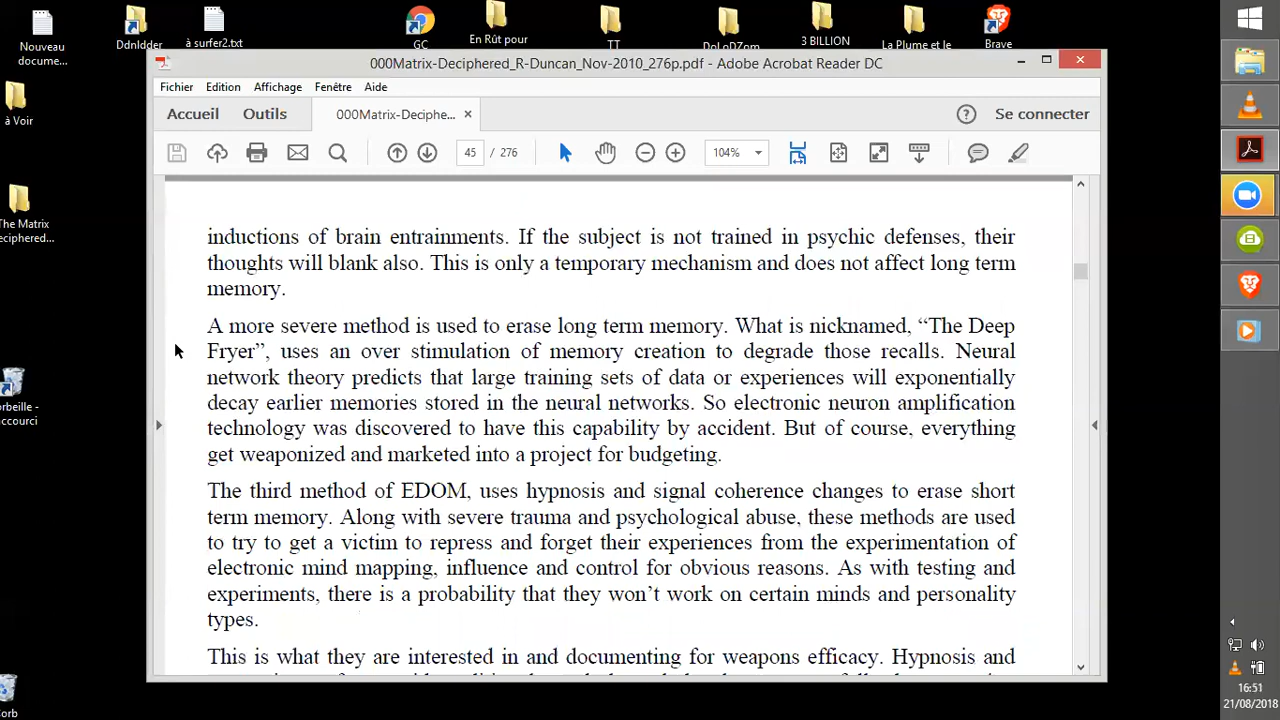 Nouveau
docume...
DdnIdder
à surfer2.txt
GC
En Rût pour
TT
DoLoDZom
3 BILLION
La Plume et le
Brave
à Voir
The Matrix
eciphered...
orbeille -
accourci
Corb
000Matrix-Deciphered_R-Duncan_Nov-2010_276p.pdf - Adobe Acrobat Reader DC
Fichier Edition Affichage Fenêtre Aide
Accueil Outils 000Matrix-Deciphe... Se connecter
45 / 276 104%
inductions of brain entrainments. If the subject is not trained in psychic defenses, their
thoughts will blank also. This is only a temporary mechanism and does not affect long term
memory.
A more severe method is used to erase long term memory. What is nicknamed, “The Deep
Fryer”, uses an over stimulation of memory creation to degrade those recalls. Neural
network theory predicts that large training sets of data or experiences will exponentially
decay earlier memories stored in the neural networks. So electronic neuron amplification
technology was discovered to have this capability by accident. But of course, everything
get weaponized and marketed into a project for budgeting.
The third method of EDOM, uses hypnosis and signal coherence changes to erase short
term memory. Along with severe trauma and psychological abuse, these methods are used
to try to get a victim to repress and forget their experiences from the experimentation of
electronic mind mapping, influence and control for obvious reasons. As with testing and
experiments, there is a probability that they won’t work on certain minds and personality
types.
This is what they are interested in and documenting for weapons efficacy. Hypnosis and
16:51
21/08/2018